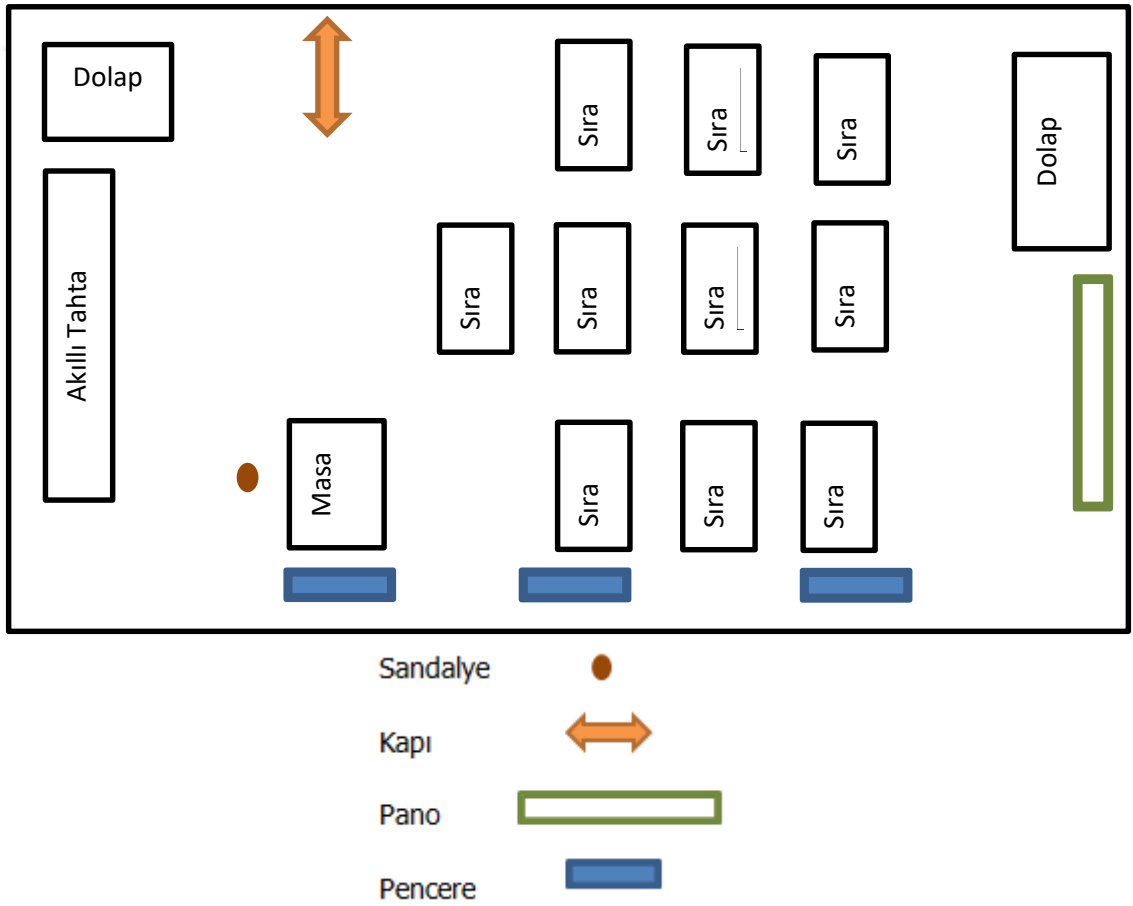 Dolap
Sıra
Sıra
Sıra
Dolap
Akıllı Tahta
Sıra
Sıra
Sıra
Sıra
Masa
Sıra
Sıra
Sıra
Sandalye
Kapı
Pano
Pencere